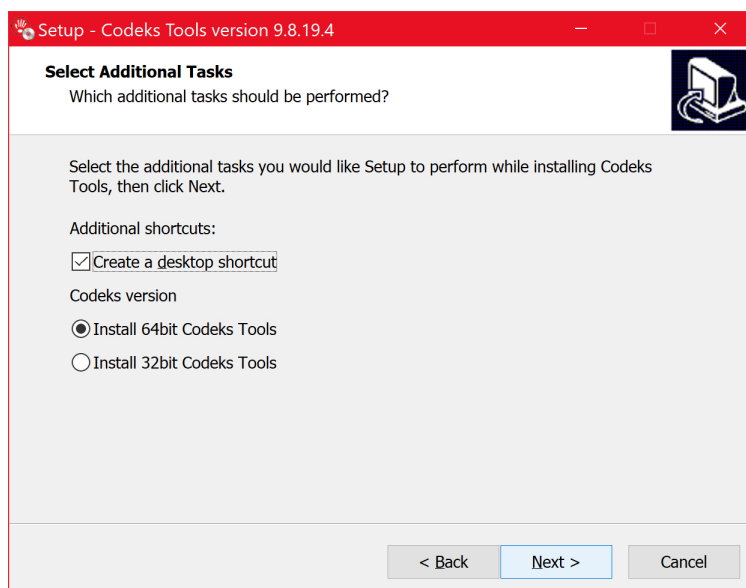 Setup - Codeks Tools version 9.8.19.4
Select Additional Tasks
Which additional tasks should be performed?
Select the additional tasks you would like Setup to perform while installing Codeks
Tools, then click Next.
Additional shortcuts:
Create a desktop shortcut
Codeks version
Install 64bit Codeks Tools
Install 32bit Codeks Tools
< Back
Next >
Cancel